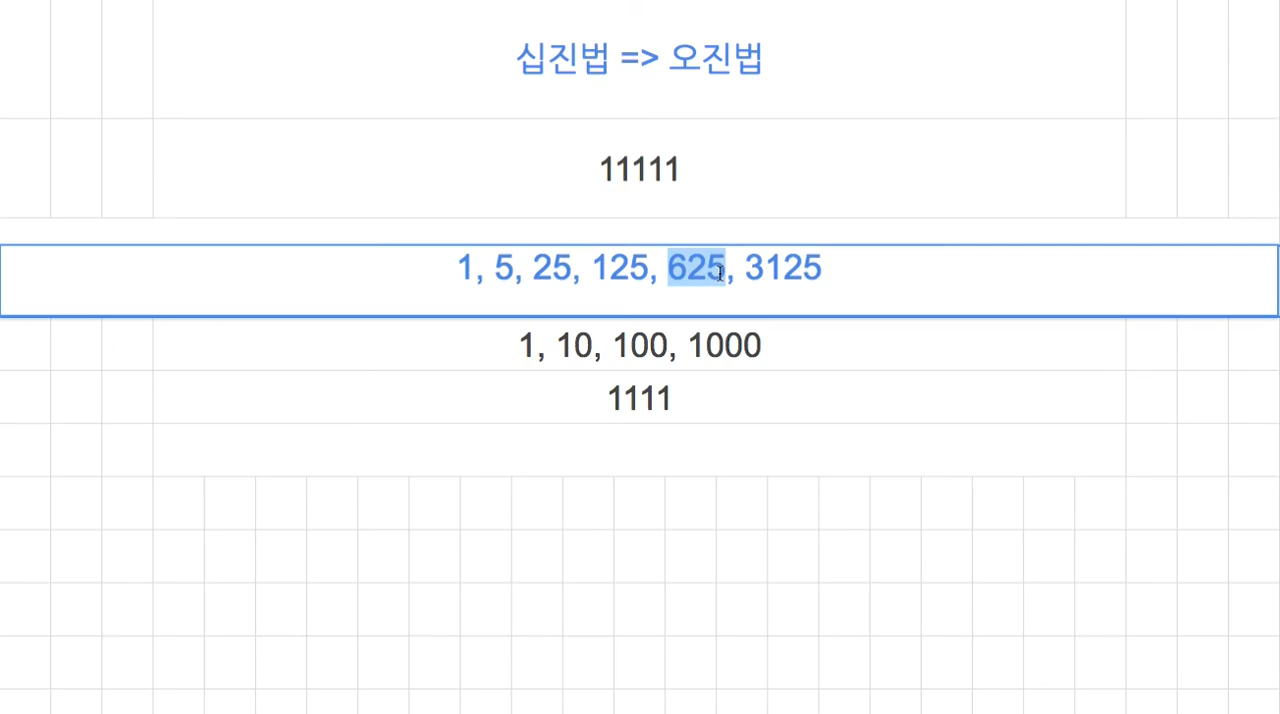 십진법 => 오진법
11111
1, 5, 25, 125, 625, 3125
1, 10, 100, 1000
1111